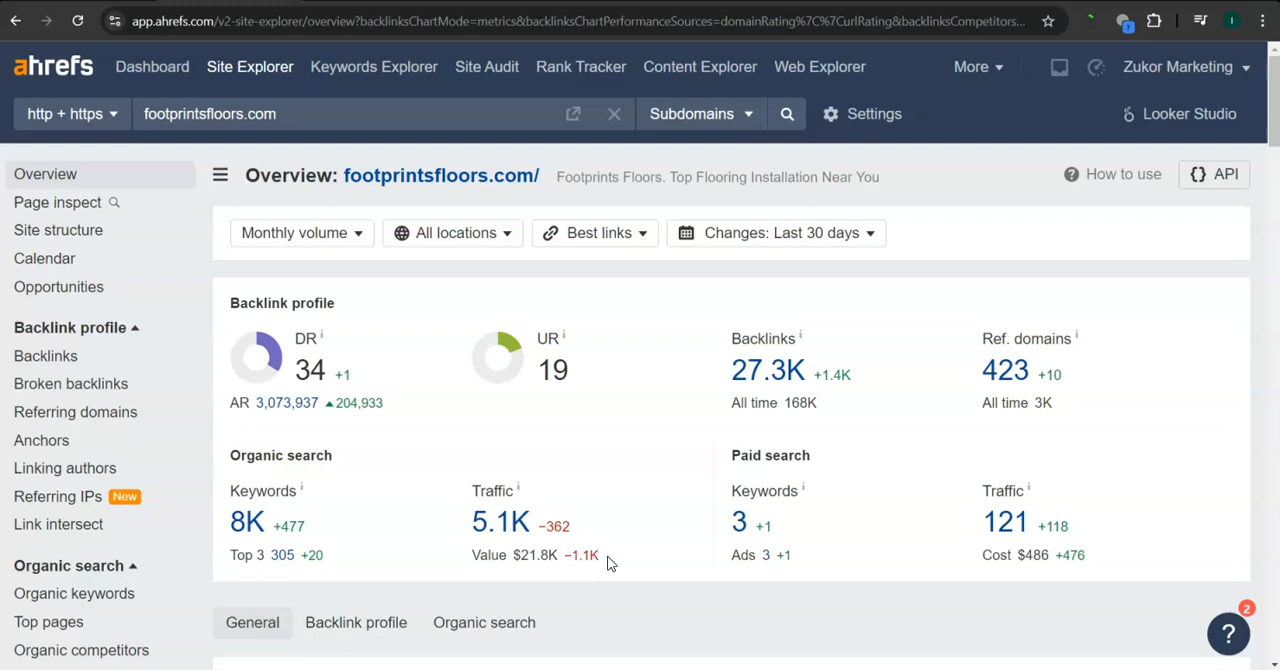 app.ahrefs.com/v2-site-explorer/overview?backlinksChartMode=metrics&backlinksChartPerformanceSources=domainRating%7C%7CurlRating&backlinksCompetitors...
I
ahrefs Dashboard Site Explorer Keywords Explorer Site Audit Rank Tracker Content Explorer Web Explorer More Zukor Marketing
http + https footprintsfloors.com Subdomains Settings Looker Studio
Overview
Page inspect
Site structure
Calendar
Opportunities
Backlink profile
Backlinks
Broken backlinks
Referring domains
Anchors
Linking authors
Referring IPs New
Link intersect
Organic search
Organic keywords
Top pages
Organic competitors
Overview: footprintsfloors.com/ Footprints Floors. Top Flooring Installation Near You ? How to use {} API
Monthly volume All locations Best links Changes: Last 30 days
Backlink profile
DR i UR i Backlinks i Ref. domains i
34 +1 19 27.3K +1.4K 423 +10
AR 3,073,937 204,933 All time 168K All time 3K
Organic search Paid search
Keywords i Traffic i Keywords i Traffic i
8K +477 5.1K −362 3 +1 121 +118
Top 3 305 +20 Value $21.8K −1.1K Ads 3 +1 Cost $486 +476
General Backlink profile Organic search
2
?